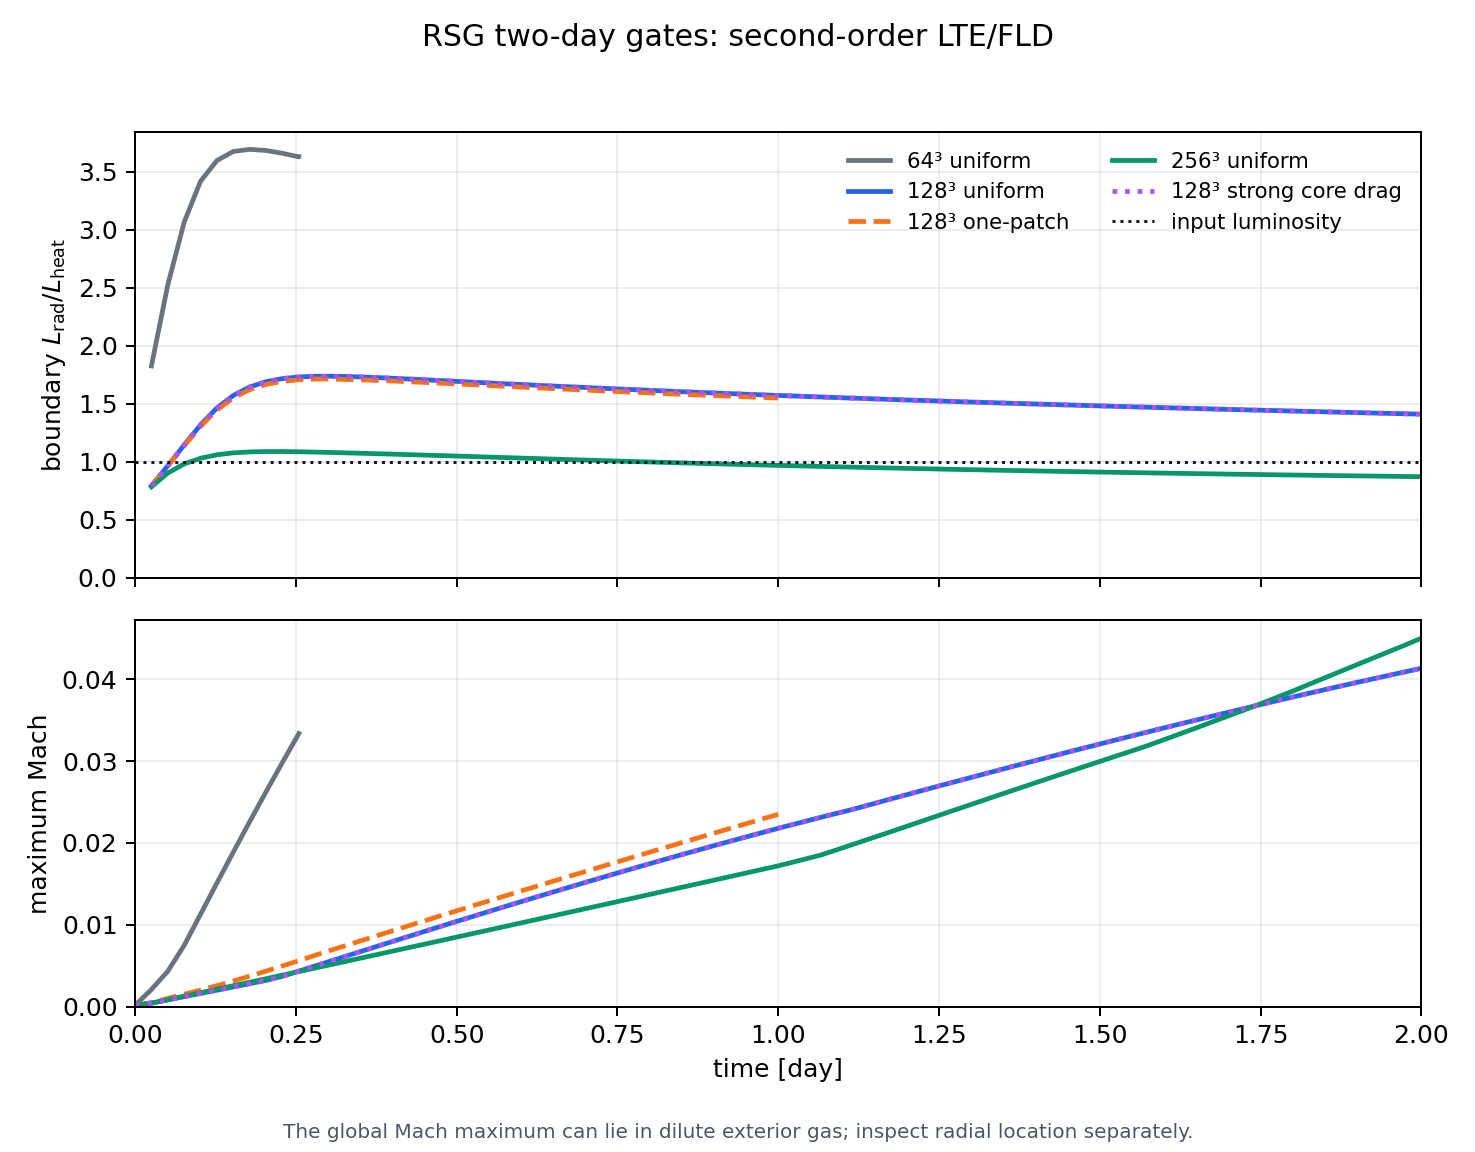 RSG two-day gates: second-order LTE/FLD
boundary L_rad/L_heat
3.5
3.0
2.5
2.0
1.5
1.0
0.5
0.0
64³ uniform
128³ uniform
128³ one-patch
256³ uniform
128³ strong core drag
input luminosity
maximum Mach
0.04
0.03
0.02
0.01
0.00
0.00 0.25 0.50 0.75 1.00 1.25 1.50 1.75 2.00
time [day]
The global Mach maximum can lie in dilute exterior gas; inspect radial location separately.